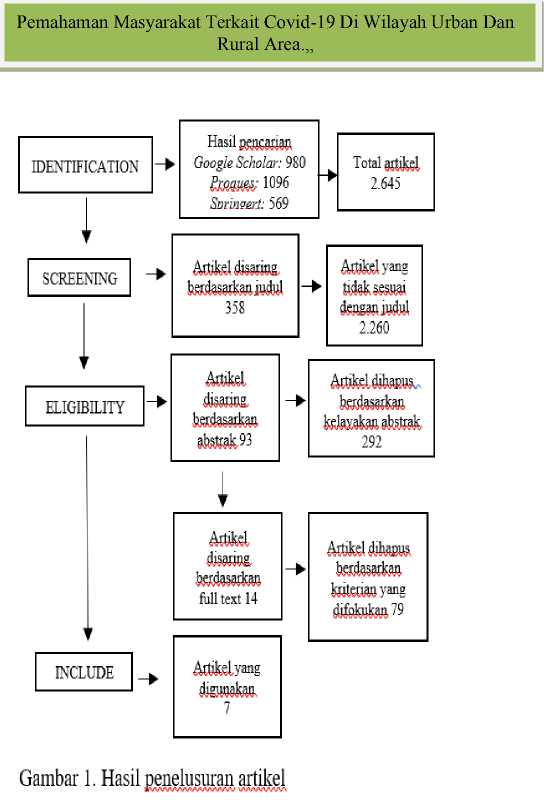 Pemahaman Masyarakat Terkait Covid-19 Di Wilayah Urban Dan
Rural Area.,,
IDENTIFICATION
Hasil pencarian
Google Scholar: 980
Proques: 1096
Springert: 569
Total artikel
2.645
SCREENING
Artikel disaring
berdasarkan judul
358
Artikel yang
tidak sesuai
dengan judul
2.260
ELIGIBILITY
Artikel
disaring
berdasarkan
abstrak 93
Artikel dihapus
berdasarkan
kelayakan abstrak
292
Artikel
disaring
berdasarkan
full text 14
Artikel dihapus
berdasarkan
kriterian yang
difokukan 79
INCLUDE
Artikel yang
digunakan
7
Gambar 1. Hasil penelusuran artikel